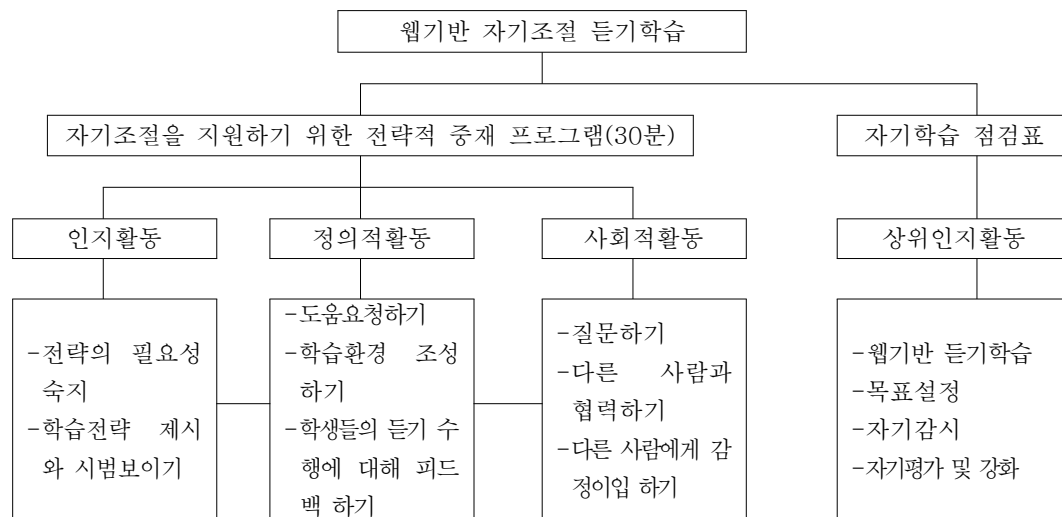 웹기반 자기조절 듣기학습
자기조절을 지원하기 위한 전략적 중재 프로그램(30분)
자기학습 점검표
인지활동
정의적활동
사회적활동
상위인지활동
-전략의 필요성
숙지
-학습전략 제시
와 시범보이기
-도움요청하기
-학습환경 조성
하기
-학생들의 듣기 수
행에 대해 피드
백 하기
-질문하기
-다른 사람과
협력하기
-다른 사람에게 감
정이입 하기
-웹기반 듣기학습
-목표설정
-자기감시
-자기평가 및 강화